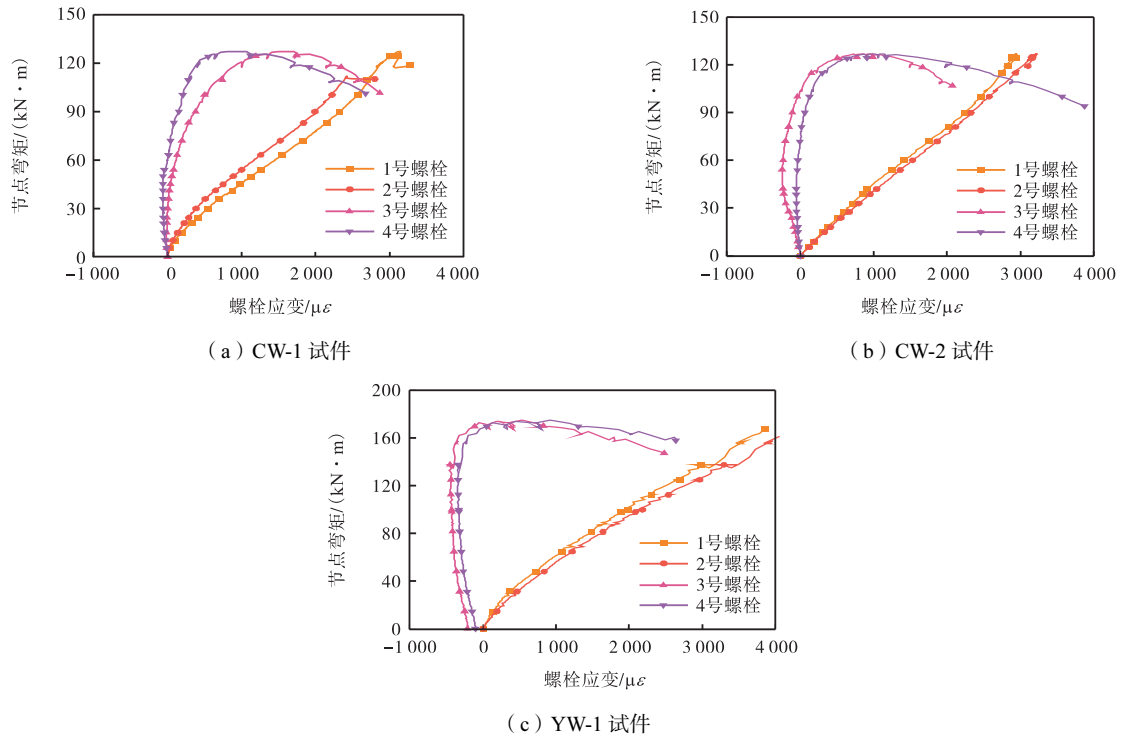 150
120
90
60
30
0
-1 000
0
1 000
2 000
3 000
4 000
节点弯矩/(kN·m)
螺栓应变/με
1号螺栓
2号螺栓
3号螺栓
4号螺栓
(a) CW-1 试件
150
120
90
60
30
0
-1 000
0
1 000
2 000
3 000
4 000
节点弯矩/(kN·m)
螺栓应变/με
1号螺栓
2号螺栓
3号螺栓
4号螺栓
(b) CW-2 试件
200
160
120
80
40
0
-1 000
0
1 000
2 000
3 000
4 000
节点弯矩/(kN·m)
螺栓应变/με
1号螺栓
2号螺栓
3号螺栓
4号螺栓
(c) YW-1 试件